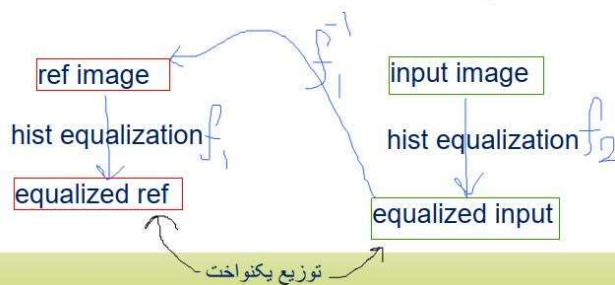 ref image
hist equalization f₁
equalized ref
f₁⁻¹
input image
hist equalization f₂
equalized input
توزیع یکنواخت